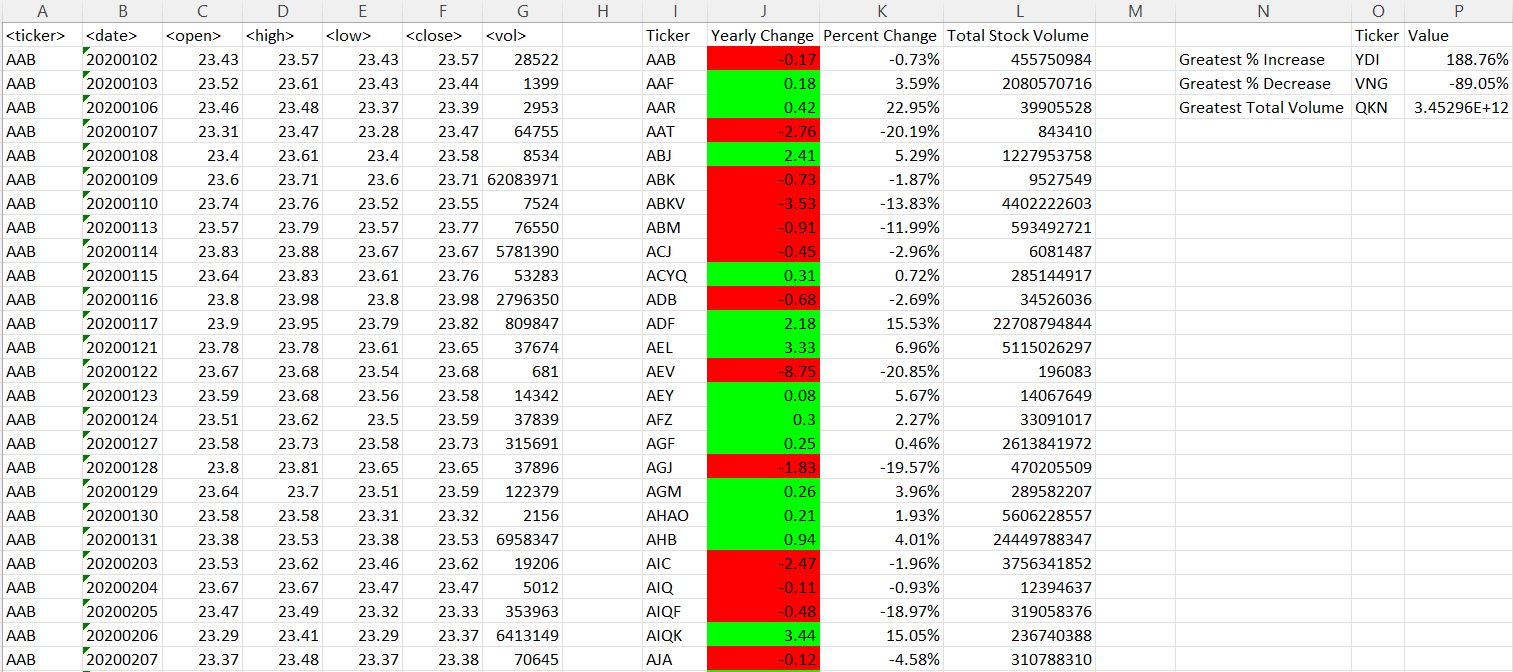 A B C D E F G H I J K L M N O P
<ticker> <date> <open> <high> <low> <close> <vol> Ticker Yearly Change Percent Change Total Stock Volume Ticker Value
AAB 20200102 23.43 23.57 23.43 23.57 28522 AAB -0.17 -0.73% 455750984 Greatest % Increase YDI 188.76%
AAB 20200103 23.52 23.61 23.43 23.44 1399 AAF 0.18 3.59% 2080570716 Greatest % Decrease VNG -89.05%
AAB 20200106 23.46 23.48 23.37 23.39 2953 AAR 0.42 22.95% 39905528 Greatest Total Volume QKN 3.45296E+12
AAB 20200107 23.31 23.47 23.28 23.47 64755 AAT -2.76 -20.19% 843410
AAB 20200108 23.4 23.61 23.4 23.58 8534 ABJ 2.41 5.29% 1227953758
AAB 20200109 23.6 23.71 23.6 23.71 62083971 ABK -0.73 -1.87% 9527549
AAB 20200110 23.74 23.76 23.52 23.55 7524 ABKV -3.53 -13.83% 4402222603
AAB 20200113 23.57 23.79 23.57 23.77 76550 ABM -0.91 -11.99% 593492721
AAB 20200114 23.83 23.88 23.67 23.67 5781390 ACJ -0.45 -2.96% 6081487
AAB 20200115 23.64 23.83 23.61 23.76 53283 ACYQ 0.31 0.72% 285144917
AAB 20200116 23.8 23.98 23.8 23.98 2796350 ADB -0.68 -2.69% 34526036
AAB 20200117 23.9 23.95 23.79 23.82 809847 ADF 2.18 15.53% 22708794844
AAB 20200121 23.78 23.78 23.61 23.65 37674 AEL 3.33 6.96% 5115026297
AAB 20200122 23.67 23.68 23.54 23.68 681 AEV -8.75 -20.85% 196083
AAB 20200123 23.59 23.68 23.56 23.58 14342 AEY 0.08 5.67% 14067649
AAB 20200124 23.51 23.62 23.5 23.59 37839 AFZ 0.3 2.27% 33091017
AAB 20200127 23.58 23.73 23.58 23.73 315691 AGF 0.25 0.46% 2613841972
AAB 20200128 23.8 23.81 23.65 23.65 37896 AGJ -1.83 -19.57% 470205509
AAB 20200129 23.64 23.7 23.51 23.59 122379 AGM 0.26 3.96% 289582207
AAB 20200130 23.58 23.58 23.31 23.32 2156 AHAO 0.21 1.93% 5606228557
AAB 20200131 23.38 23.53 23.38 23.53 6958347 AHB 0.94 4.01% 24449788347
AAB 20200203 23.53 23.62 23.46 23.62 19206 AIC -2.47 -1.96% 3756341852
AAB 20200204 23.67 23.67 23.47 23.47 5012 AIQ -0.11 -0.93% 12394637
AAB 20200205 23.47 23.49 23.32 23.33 353963 AIQF -0.48 -18.97% 319058376
AAB 20200206 23.29 23.41 23.29 23.37 6413149 AIQK 3.44 15.05% 236740388
AAB 20200207 23.37 23.48 23.37 23.38 70645 AJA -0.12 -4.58% 310788310